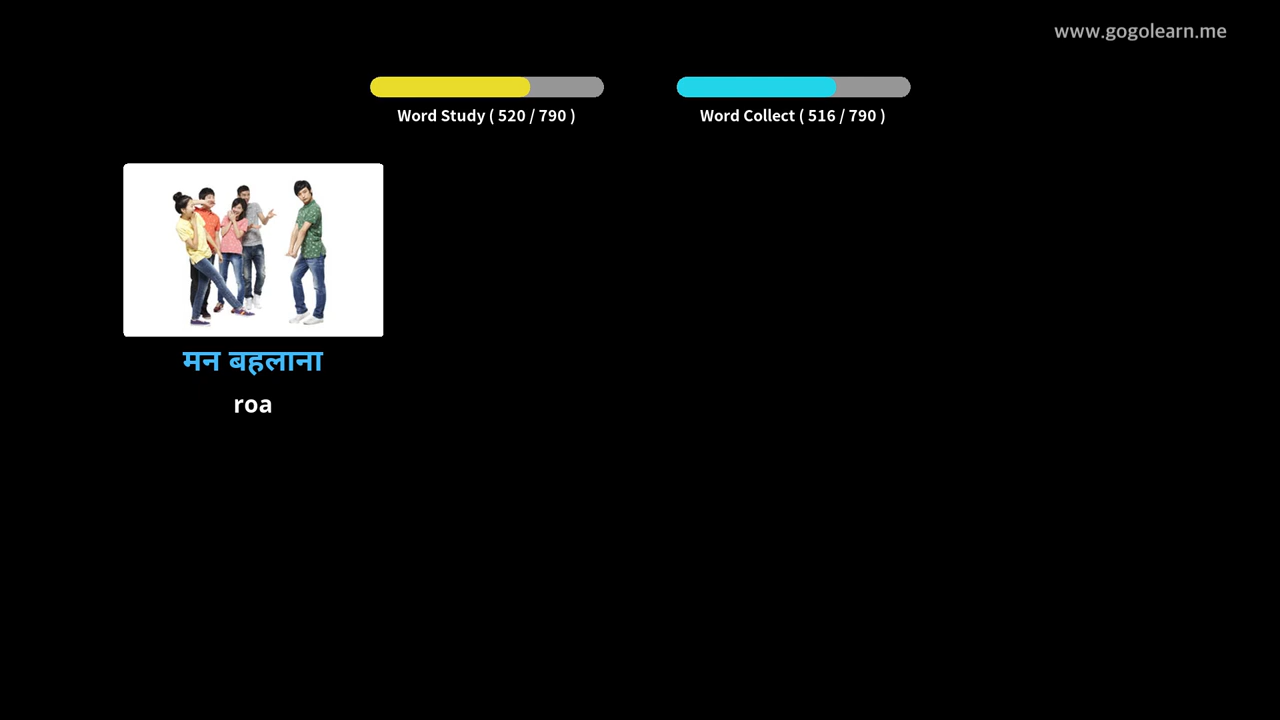 www.gogolearn.me
Word Study ( 520 / 790 )
Word Collect ( 516 / 790 )
मन बहलाना
roa